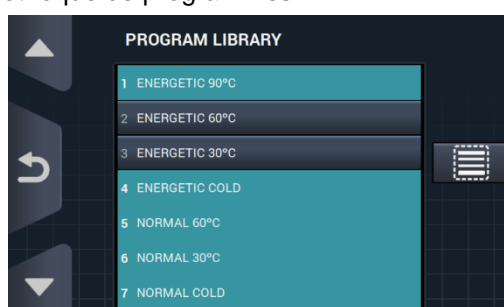 PROGRAM LIBRARY
1 ENERGETIC 90ºC
2 ENERGETIC 60ºC
3 ENERGETIC 30ºC
4 ENERGETIC COLD
5 NORMAL 60ºC
6 NORMAL 30ºC
7 NORMAL COLD